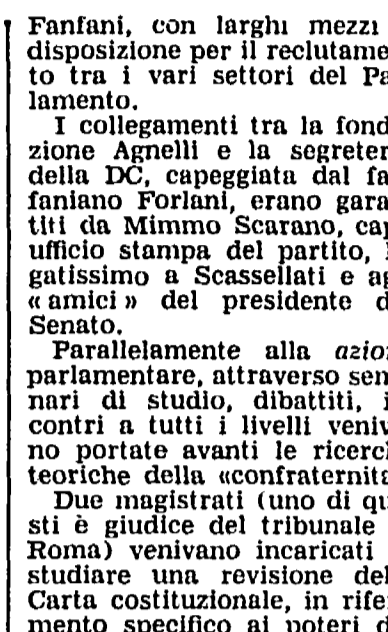 Fanfani, con larghi mezzi
disposizione per il reclutame
to tra i vari settori del Pa
lamento.
I collegamenti tra la fond
zione Agnelli e la segreter
della DC, capeggiata dal fa
faniano Forlani, erano gara
titi da Mimmo Scarano, cap
ufficio stampa del partito, l
gatissimo a Scassellati e ag
«amici» del presidente d
Senato.
Parallelamente alla azio
parlamentare, attraverso sem
nari di studio, dibattiti, i
contri a tutti i livelli veniv
no portate avanti le ricerc
teoriche della «confraternita
Due magistrati (uno di qu
sti è giudice del tribunale
Roma) venivano incaricati
studiare una revisione del
Carta costituzionale, in rife
mento specifico ai poteri d